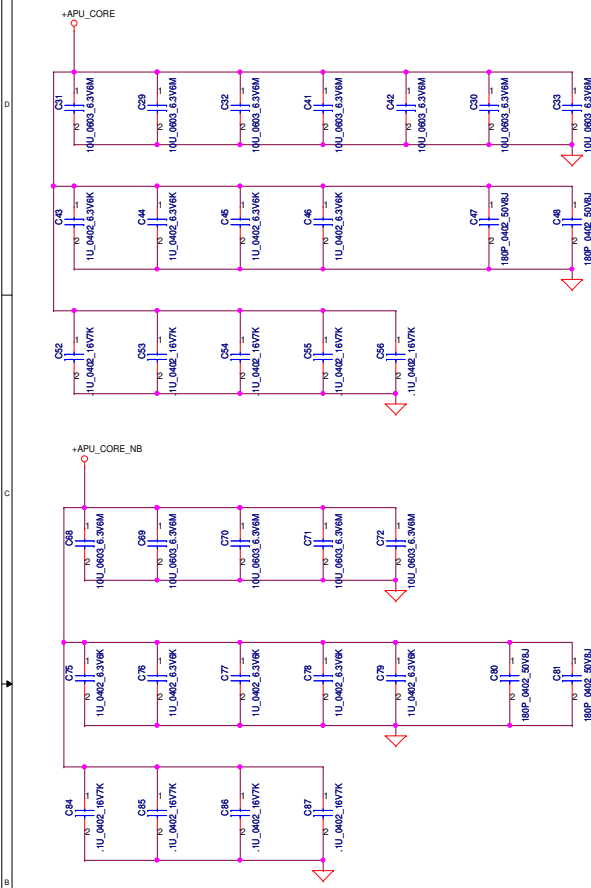 +APU_CORE
D
C31 1 2 10U_0603_6.3V6M
C29 1 2 10U_0603_6.3V6M
C32 1 2 10U_0603_6.3V6M
C41 1 2 10U_0603_6.3V6M
C42 1 2 10U_0603_6.3V6M
C30 1 2 10U_0603_6.3V6M
C33 1 2 10U_0603_6.3V6M
C43 1 2 1U_0402_6.3V6K
C44 1 2 1U_0402_6.3V6K
C45 1 2 1U_0402_6.3V6K
C46 1 2 1U_0402_6.3V6K
C47 1 2 180P_0402_50V8J
C48 1 2 180P_0402_50V8J
C52 1 2 .1U_0402_16V7K
C53 1 2 .1U_0402_16V7K
C54 1 2 .1U_0402_16V7K
C55 1 2 .1U_0402_16V7K
C56 1 2 .1U_0402_16V7K
+APU_CORE_NB
C
C68 1 2 10U_0603_6.3V6M
C69 1 2 10U_0603_6.3V6M
C70 1 2 10U_0603_6.3V6M
C71 1 2 10U_0603_6.3V6M
C72 1 2 10U_0603_6.3V6M
C75 1 2 1U_0402_6.3V6K
C76 1 2 1U_0402_6.3V6K
C77 1 2 1U_0402_6.3V6K
C78 1 2 1U_0402_6.3V6K
C79 1 2 1U_0402_6.3V6K
C80 1 2 180P_0402_50V8J
C81 1 2 180P_0402_50V8J
C84 1 2 .1U_0402_16V7K
C85 1 2 .1U_0402_16V7K
C86 1 2 .1U_0402_16V7K
C87 1 2 .1U_0402_16V7K
B